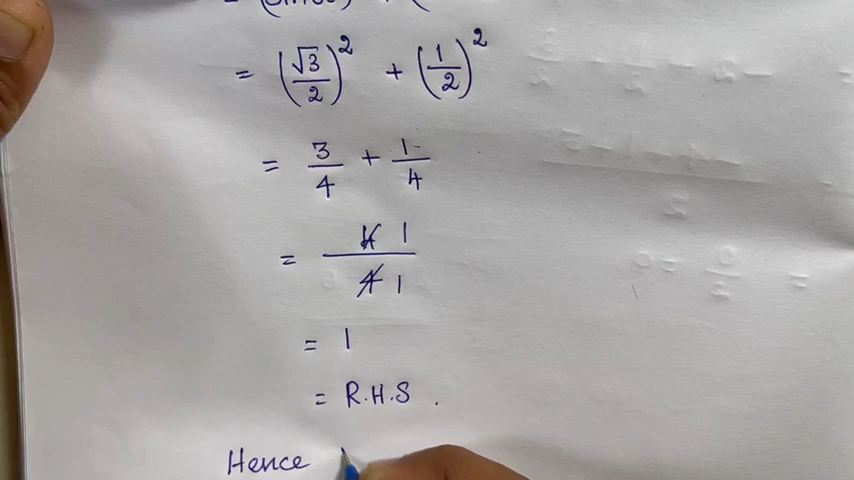 = (√3/2)² + (1/2)²
= 3/4 + 1/4
= 4 1/4 1
= 1
= R.H.S .
Hence